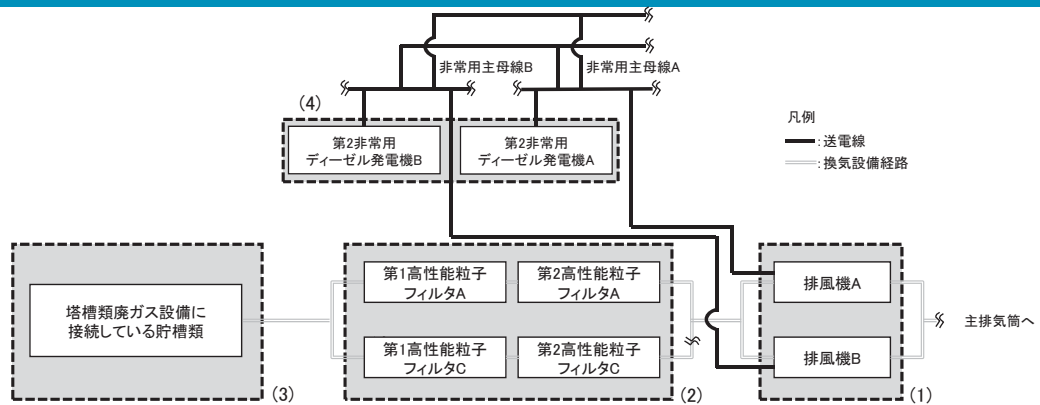 非常用主母線B
非常用主母線A
(4)
第2非常用
ディーゼル発電機B
第2非常用
ディーゼル発電機A
凡例
:送電線
:換気設備経路
塔槽類廃ガス設備に
接続している貯槽類
(3)
第1高性能粒子
フィルタA
第2高性能粒子
フィルタA
第1高性能粒子
フィルタC
第2高性能粒子
フィルタC
(2)
排風機A
排風機B
(1)
主排気筒へ